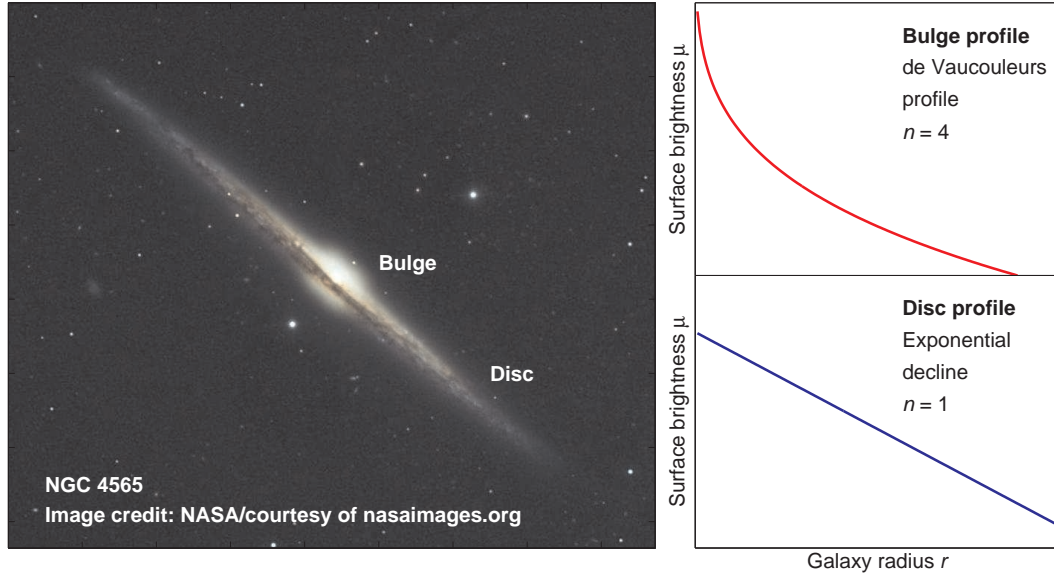 Bulge
Disc
NGC 4565
Image credit: NASA/courtesy of nasaimages.org
Surface brightness μ
Bulge profile
de Vaucouleurs
profile
n = 4
Surface brightness μ
Disc profile
Exponential
decline
n = 1
Galaxy radius r